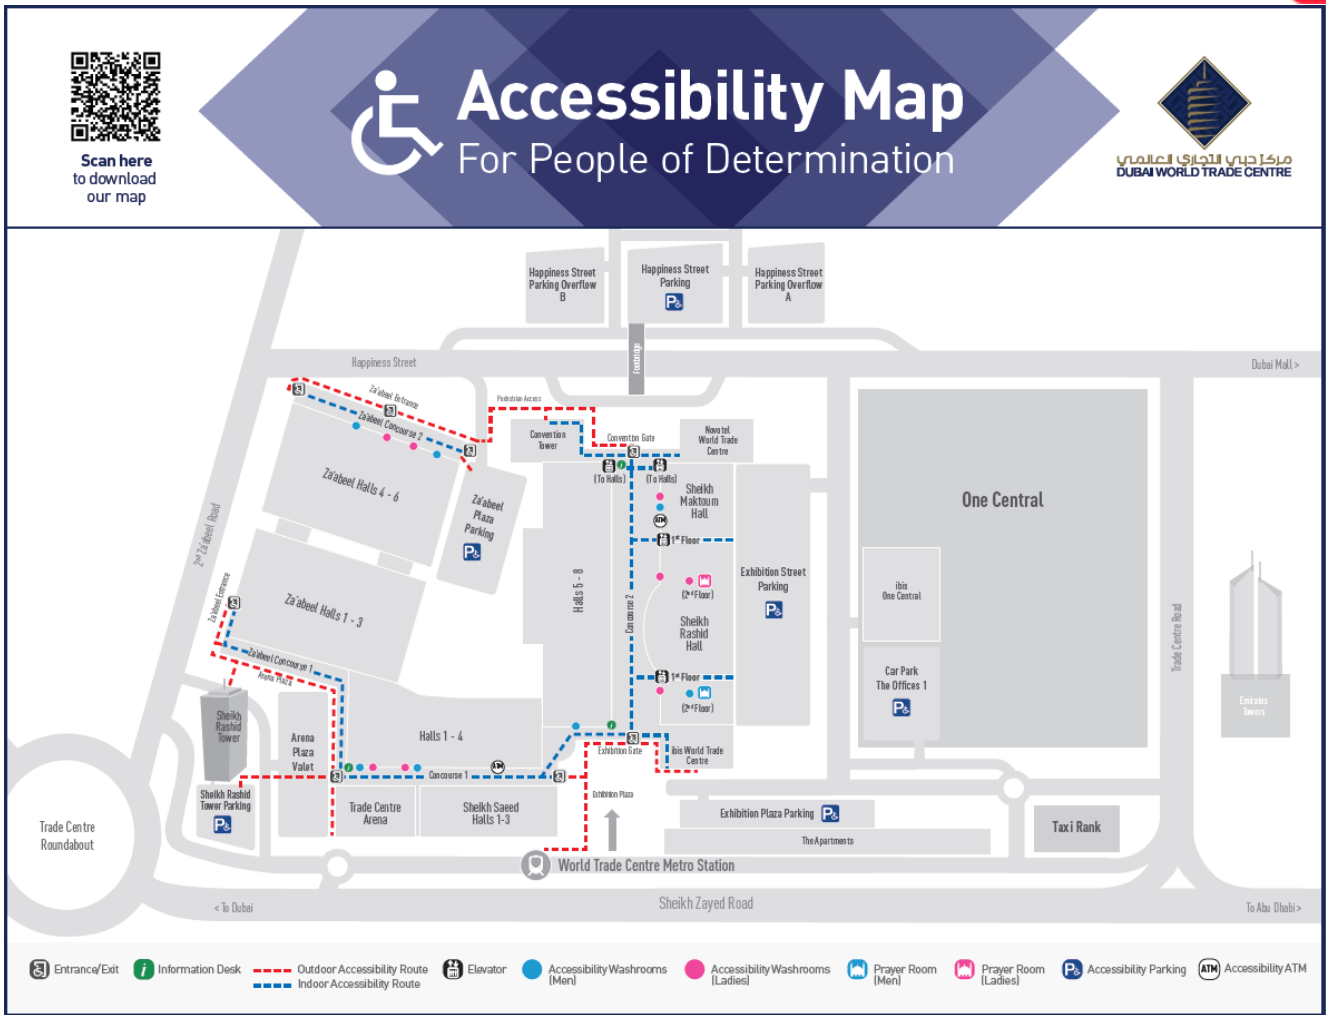 Scan here
to download
our map
Accessibility Map
For People of Determination
مركز دبي التجاري العالمي
DUBAI WORLD TRADE CENTRE
Happiness Street
Parking Overflow
B
Happiness Street
Parking
P
Happiness Street
Parking Overflow
A
Footbridge
Happiness Street
Dubai Mall >
Za'abeel Entrance
Pedestrian Access
Za'abeel Concourse 2
Convention
Tower
Convention Gate
Novotel
World Trade
Centre
(To Halls)
i
(To Halls)
Za'abeel Halls 4 - 6
Za'abeel
Plaza
Parking
P
Sheikh
Maktoum
Hall
ATM
One Central
2nd Za'abeel Road
1st Floor
Halls 5 - 8
Concourse 2
Exhibition Street
Parking
P
(2nd Floor)
ibis
One Central
Za'abeel Entrance
Za'abeel Halls 1 - 3
Sheikh
Rashid
Hall
Trade Centre Road
Za'abeel Concourse 1
Arena Plaza
1st Floor
(2nd Floor)
Car Park
The Offices 1
P
Emirates
Towers
Sheikh
Rashid
Tower
Arena
Plaza
Valet
Halls 1 - 4
i
Exhibition Gate
ibis World Trade
Centre
i
Concourse 1
ATM
Sheikh Rashid
Tower Parking
P
Trade Centre
Arena
Sheikh Saeed
Halls 1-3
Exhibition Plaza
Exhibition Plaza Parking P
The Apartments
Taxi Rank
Trade Centre
Roundabout
World Trade Centre Metro Station
< To Dubai
Sheikh Zayed Road
To Abu Dhabi >
Entrance/Exit
i Information Desk
Outdoor Accessibility Route
Indoor Accessibility Route
Elevator
Accessibility Washrooms
(Men)
Accessibility Washrooms
(Ladies)
Prayer Room
(Men)
Prayer Room
(Ladies)
P Accessibility Parking
ATM Accessibility ATM